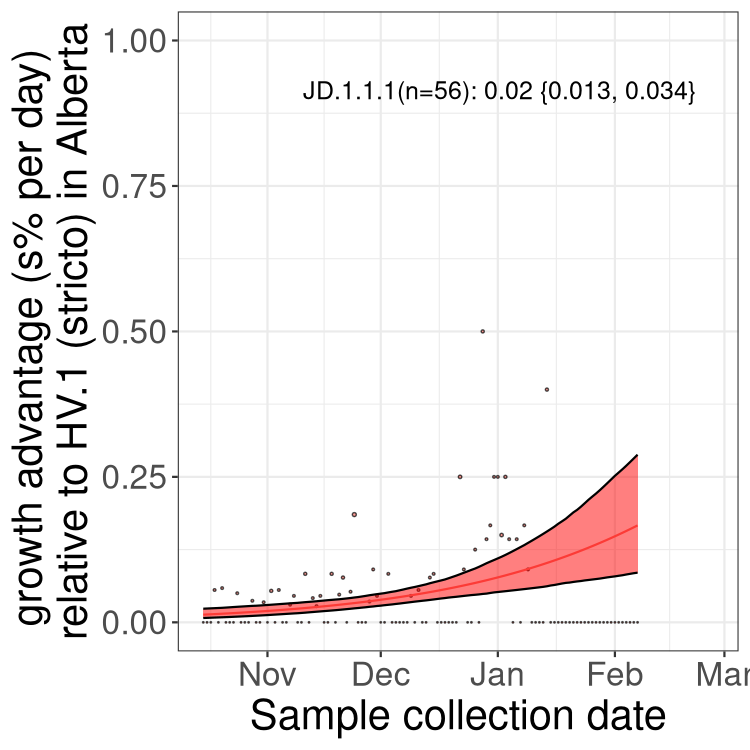 growth advantage (s% per day)
relative to HV.1 (stricto) in Alberta
1.00
0.75
0.50
0.25
0.00
JD.1.1.1(n=56): 0.02 {0.013, 0.034}
Nov Dec Jan Feb Mar
Sample collection date